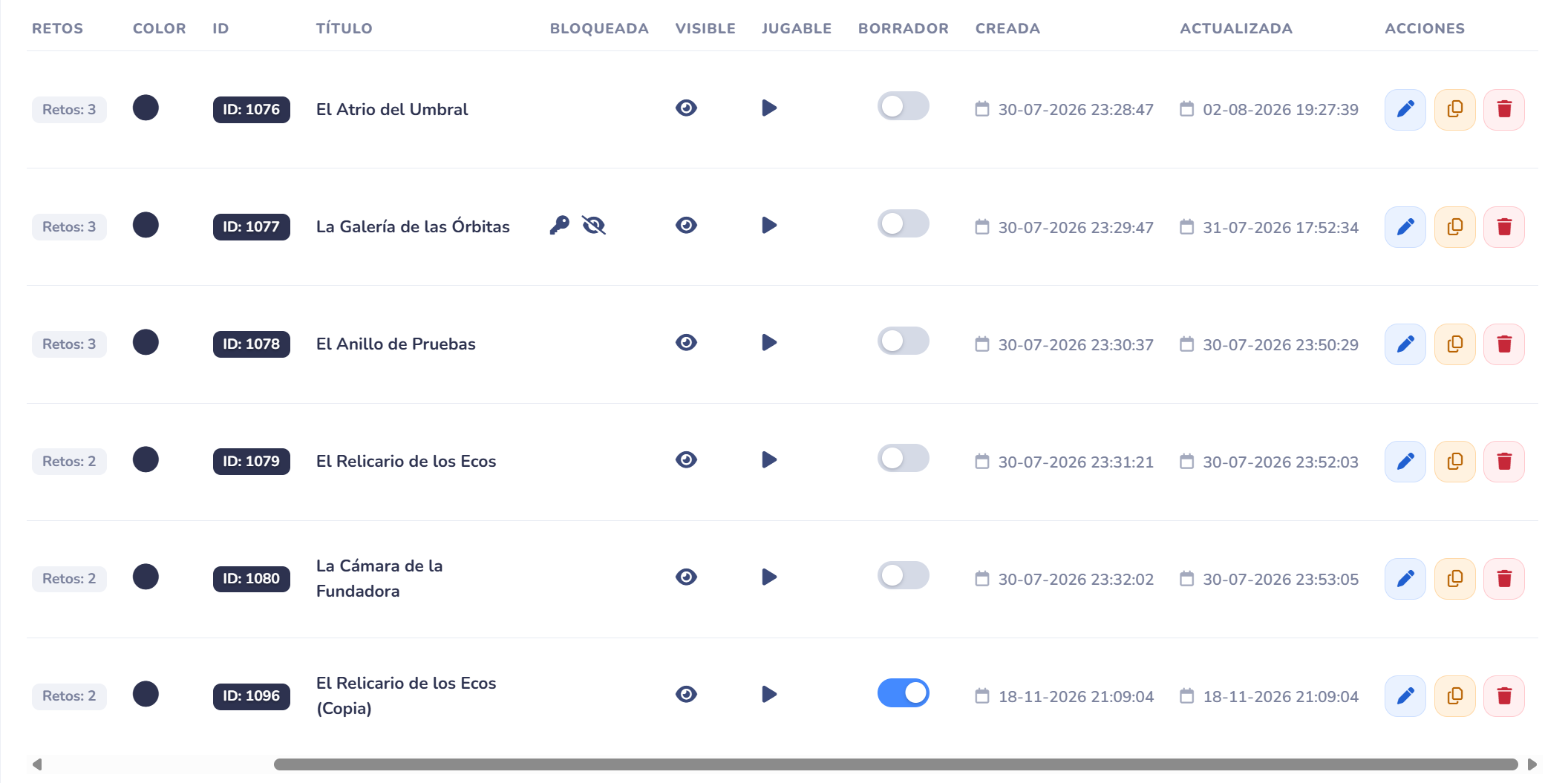 RETOS COLOR ID TÍTULO BLOQUEADA VISIBLE JUGABLE BORRADOR CREADA ACTUALIZADA ACCIONES
Retos: 3 ID: 1076 El Atrio del Umbral 30-07-2026 23:28:47 02-08-2026 19:27:39
Retos: 3 ID: 1077 La Galería de las Órbitas 30-07-2026 23:29:47 31-07-2026 17:52:34
Retos: 3 ID: 1078 El Anillo de Pruebas 30-07-2026 23:30:37 30-07-2026 23:50:29
Retos: 2 ID: 1079 El Relicario de los Ecos 30-07-2026 23:31:21 30-07-2026 23:52:03
La Cámara de la
Retos: 2 ID: 1080 30-07-2026 23:32:02 30-07-2026 23:53:05
Fundadora
El Relicario de los Ecos
Retos: 2 ID: 1096 18-11-2026 21:09:04 18-11-2026 21:09:04
(Copia)